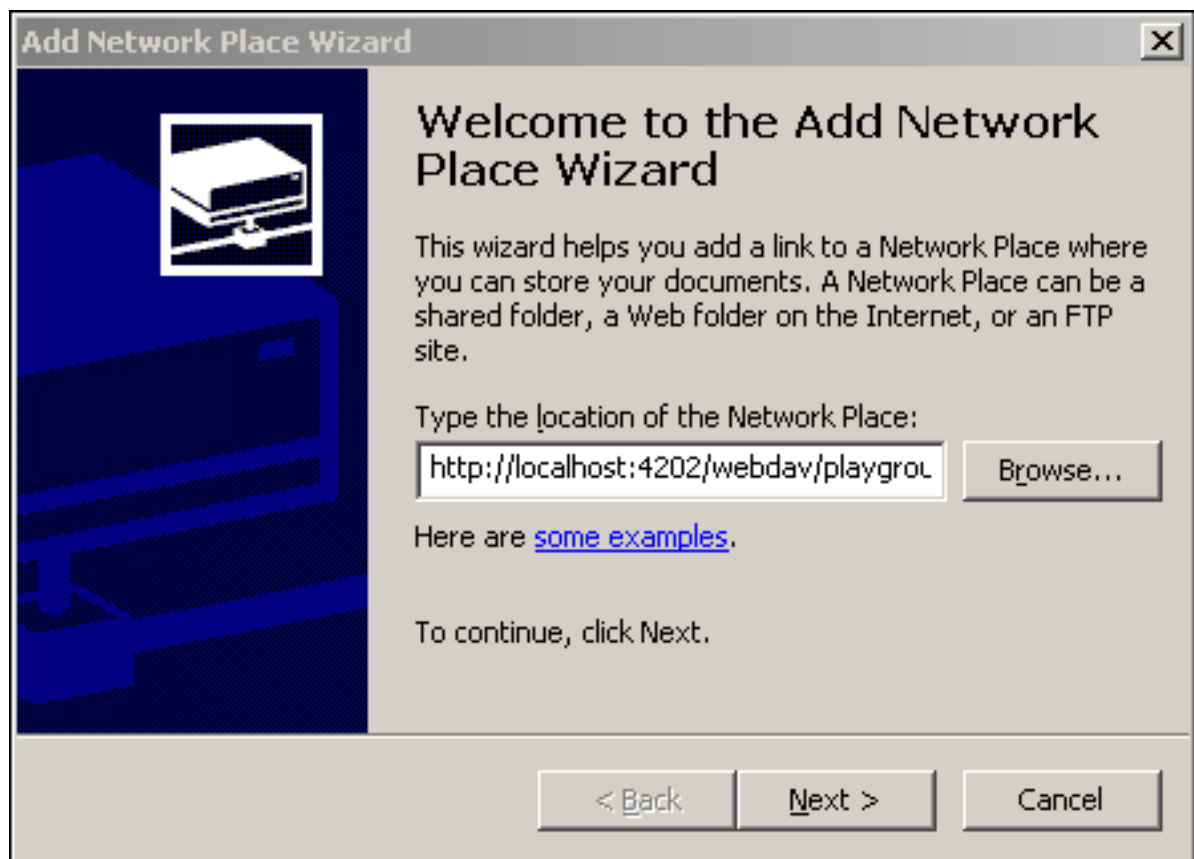 Add Network Place Wizard
Welcome to the Add Network
Place Wizard
This wizard helps you add a link to a Network Place where
you can store your documents. A Network Place can be a
shared folder, a Web folder on the Internet, or an FTP
site.
Type the location of the Network Place:
http://localhost:4202/webdav/playgrou
Browse...
Here are some examples.
To continue, click Next.
< Back
Next >
Cancel